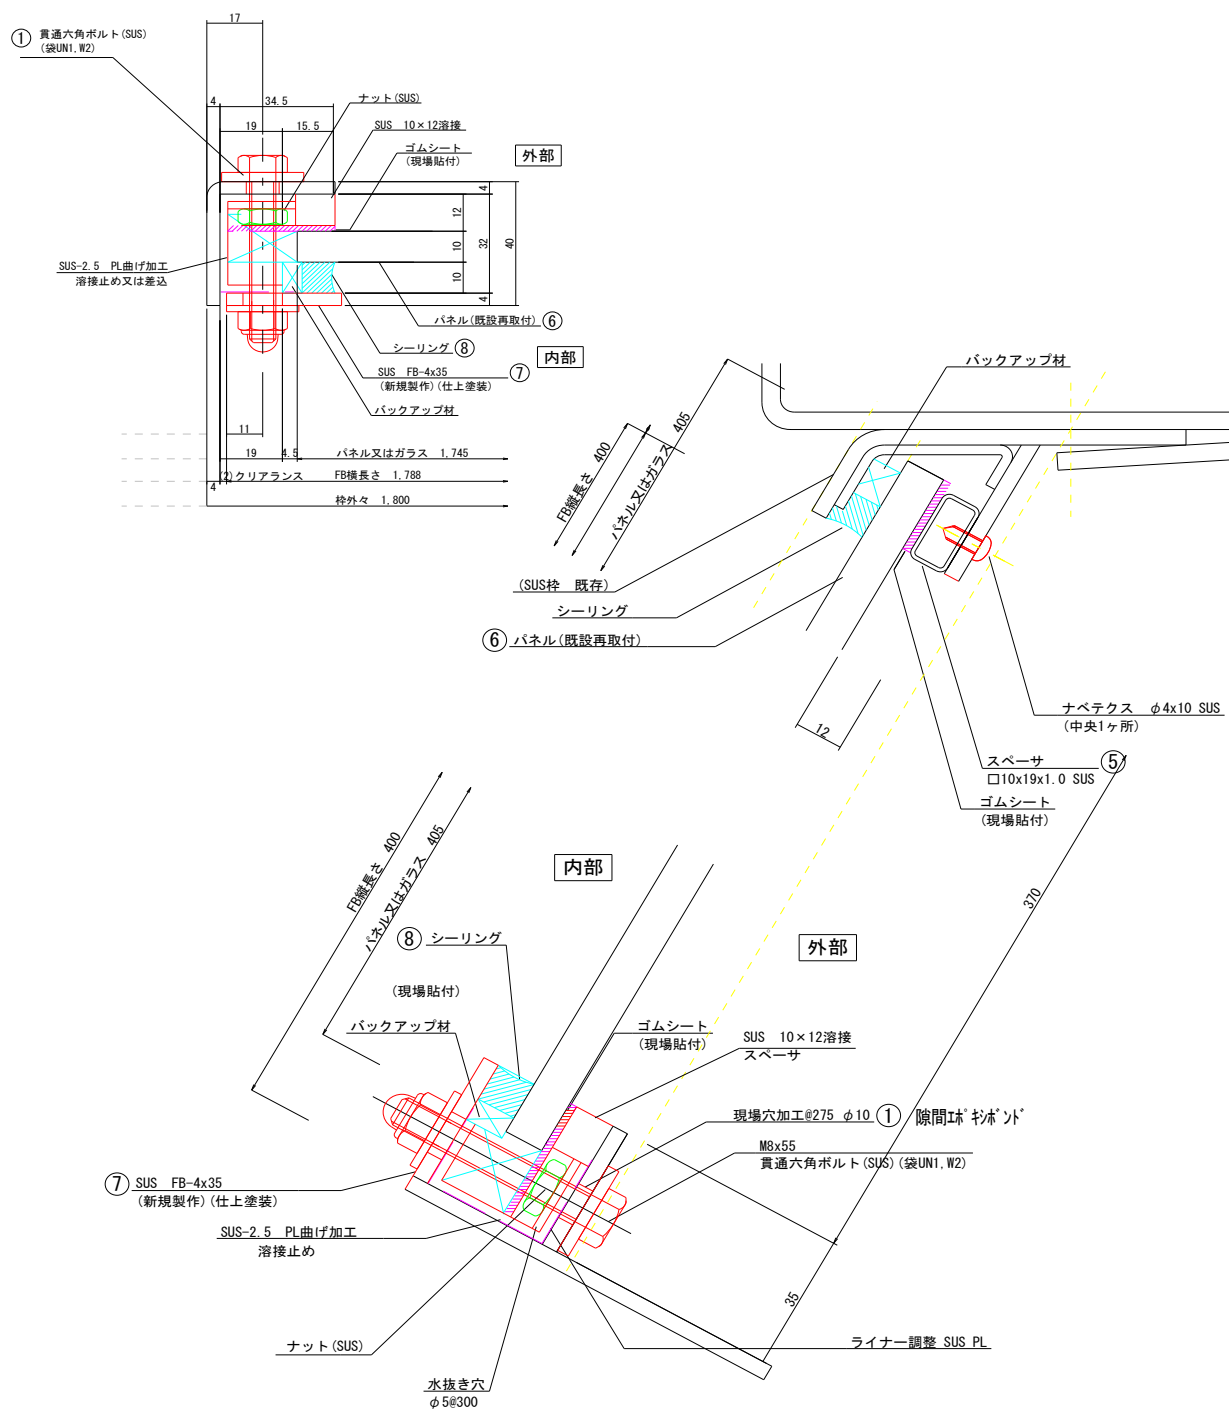 17
① 貫通六角ボルト(SUS)
(袋UN1,W2)
4
34.5
ナット(SUS)
19
15.5
SUS 10×12溶接
ゴムシート
(現場貼付)
外部
4
12
10
32
40
10
4
SUS-2.5 PL曲げ加工
溶接止め又は差込
パネル(既設再取付) ⑥
シーリング ⑧
内部
SUS FB-4x35 ⑦
(新規製作)(仕上塗装)
バックアップ材
11
19
4.5
パネル又はガラス 1,745
(2)クリアランス
FB横長さ 1,788
4
枠外々 1,800
バックアップ材
FB縦長さ 400
パネル又はガラス 405
(SUS枠 既存)
シーリング
⑥ パネル(既設再取付)
12
ナベテクス φ4x10 SUS
(中央1ヶ所)
スペーサ ⑤
口10x19x1.0 SUS
ゴムシート
(現場貼付)
370
FB縦長さ 400
パネル又はガラス 405
内部
外部
⑧ シーリング
(現場貼付)
バックアップ材
ゴムシート
(現場貼付)
SUS 10×12溶接
スペーサ
現場穴加工@275 φ10 ①
隙間エポキシボンド
M8x55
貫通六角ボルト(SUS)(袋UN1,W2)
⑦ SUS FB-4x35
(新規製作)(仕上塗装)
SUS-2.5 PL曲げ加工
溶接止め
35
ナット(SUS)
ライナー調整 SUS PL
水抜き穴
φ5@300